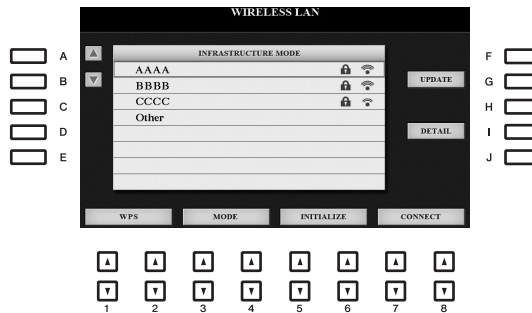 WIRELESS LAN
A
B
C
D
E
INFRASTRUCTURE MODE
AAAA
BBBB
CCCC
Other
UPDATE
DETAIL
F
G
H
I
J
WPS MODE INITIALIZE CONNECT
1 2 3 4 5 6 7 8